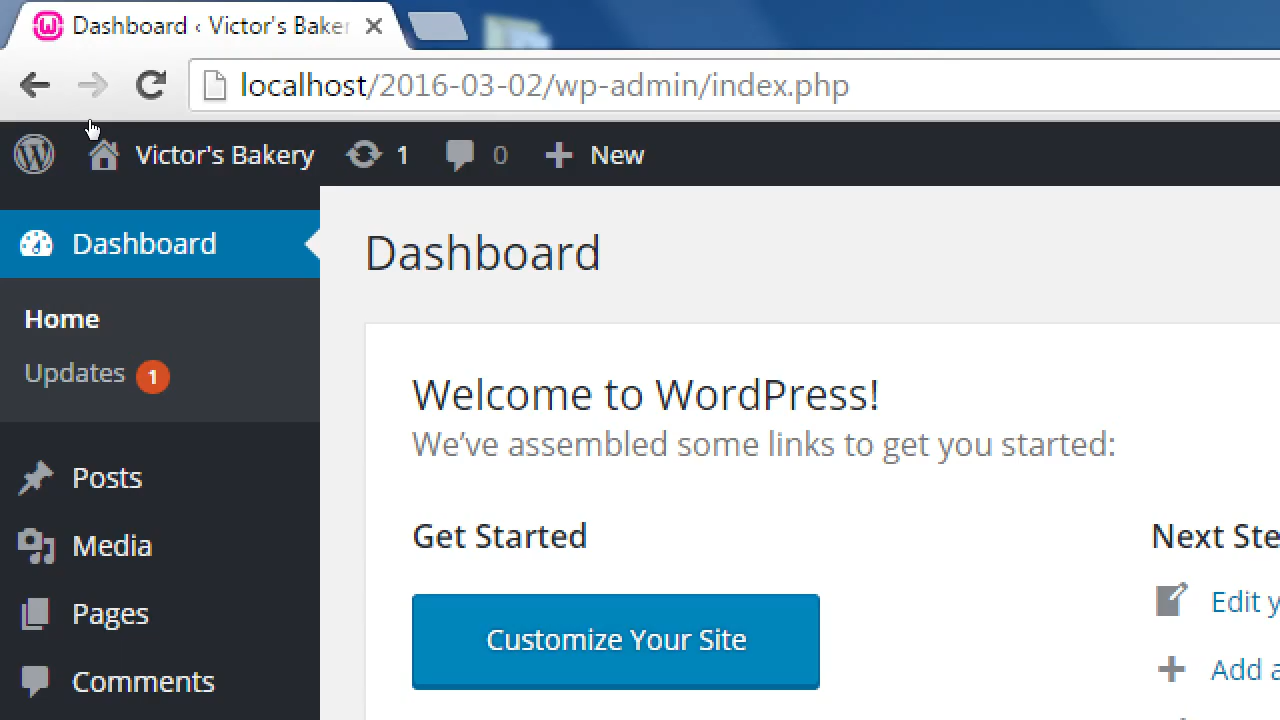 Dashboard ‹ Victor's Baker
localhost/2016-03-02/wp-admin/index.php
Victor's Bakery 1 0 New
Dashboard
Home
Updates 1
Posts
Media
Pages
Comments
Dashboard
Welcome to WordPress!
We've assembled some links to get you started:
Get Started
Customize Your Site
Next Ste
Edit y
Add a